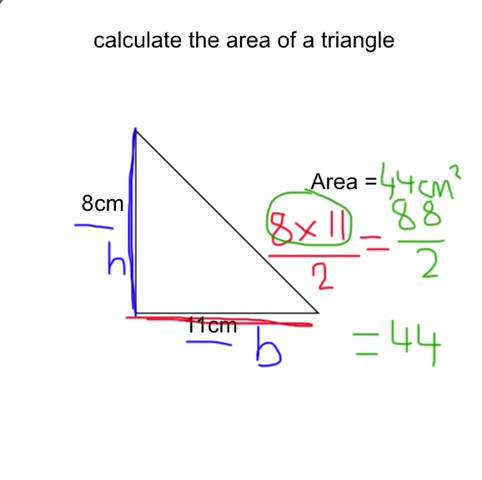 calculate the area of a triangle
Area = 44cm²
8cm
h
8 x 11 / 2 = 88 / 2
11cm
b
= 44